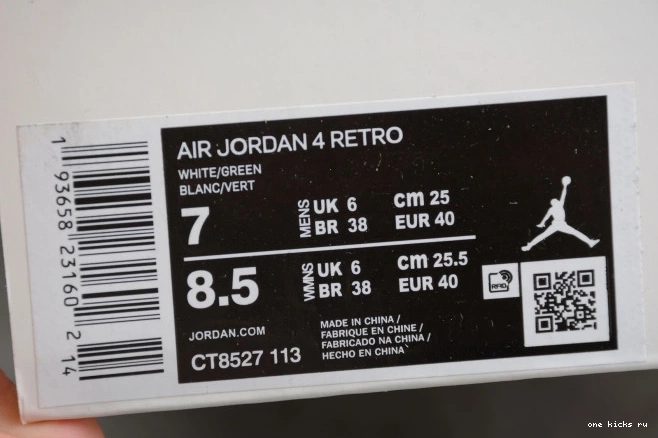 AIR JORDAN 4 RETRO
WHITE/GREEN
BLANC/VERT
7
MENS
UK 6
BR 38
cm 25
EUR 40
8.5
WMNS
UK 6
BR 38
cm 25.5
EUR 40
RFID
JORDAN.COM
CT8527 113
MADE IN CHINA /
FABRIQUE EN CHINE /
FABRICADO NA CHINA /
HECHO EN CHINA
1 93658 23160 2 14
one kicks ru